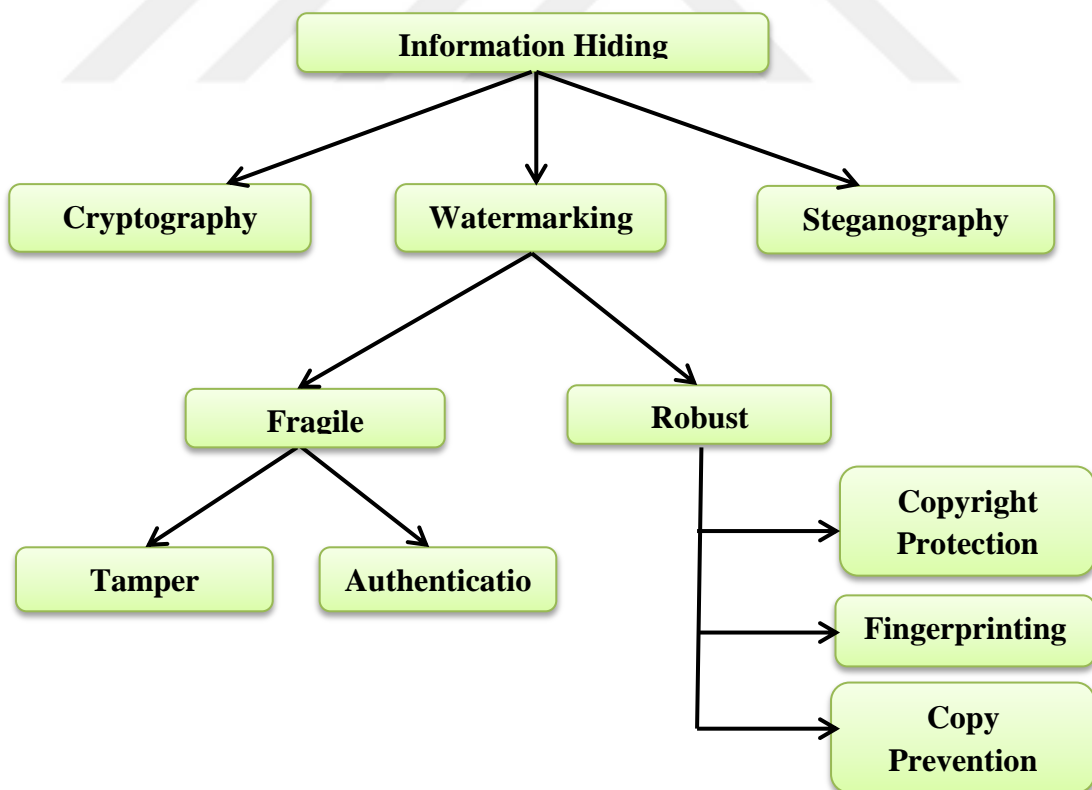 Information Hiding
Cryptography
Watermarking
Steganography
Fragile
Robust
Copyright
Protection
Tamper
Authenticatio
Fingerprinting
Copy
Prevention